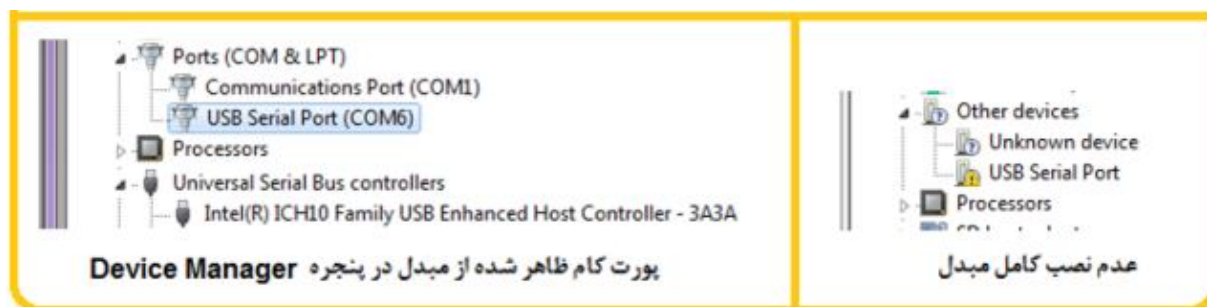 Ports (COM & LPT)
Communications Port (COM1)
USB Serial Port (COM6)
Processors
Universal Serial Bus controllers
Intel(R) ICH10 Family USB Enhanced Host Controller - 3A3A
پورت کام ظاهر شده از مبدل در پنجره Device Manager
Other devices
Unknown device
USB Serial Port
Processors
عدم نصب کامل مبدل